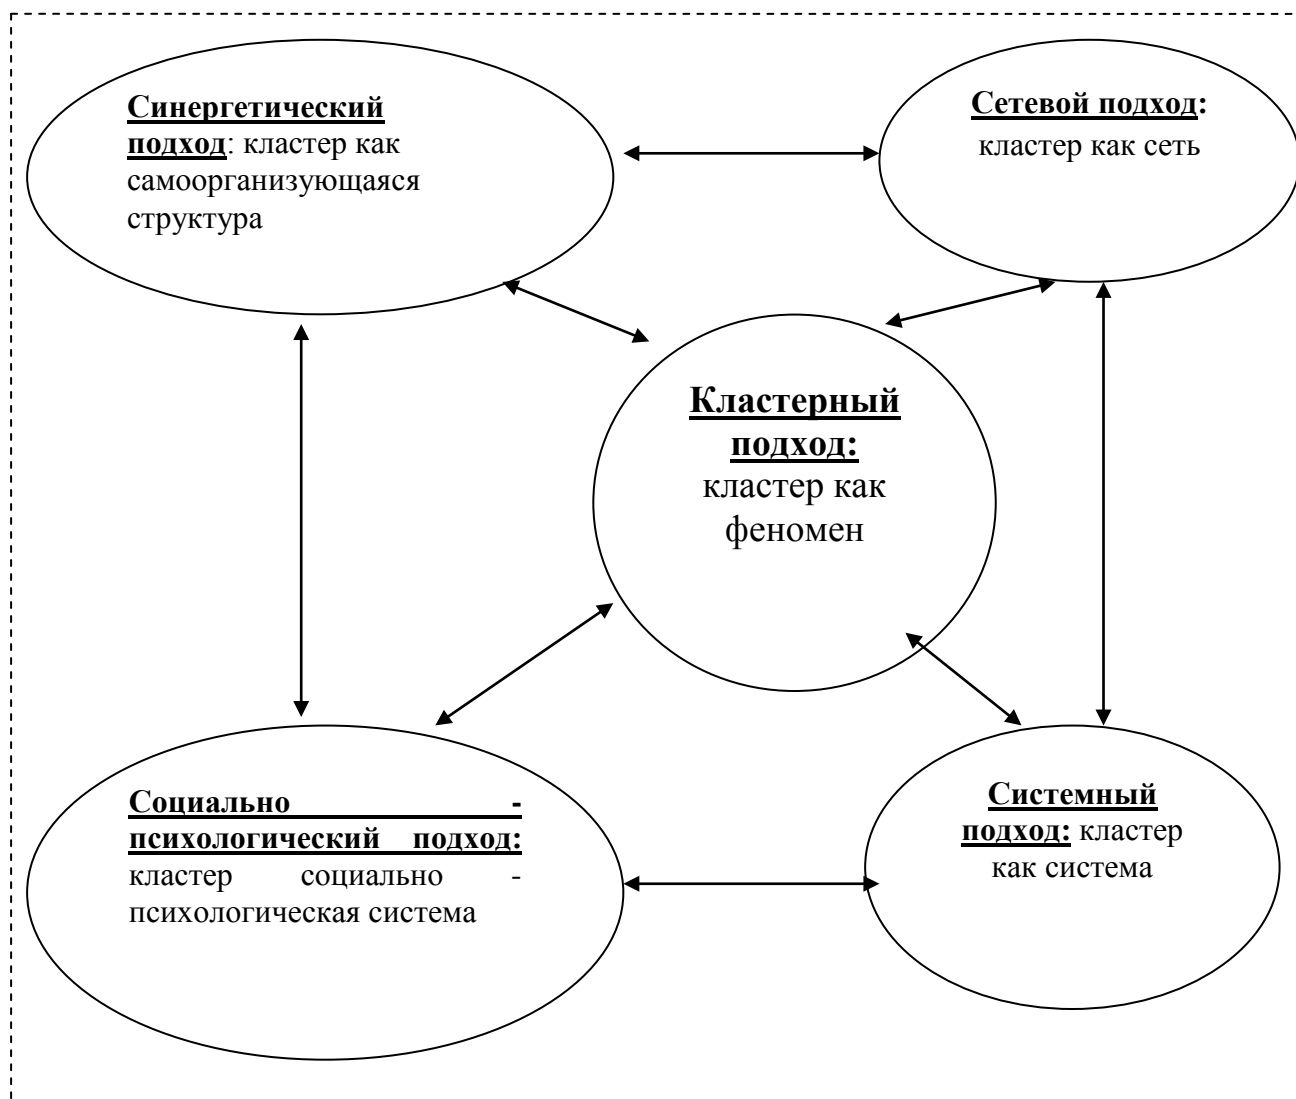 Синергетический
подход: кластер как
самоорганизующаяся
структура
Сетевой подход:
кластер как сеть
Кластерный
подход:
кластер как
феномен
Социально -
психологический подход:
кластер социально -
психологическая система
Системный
подход: кластер
как система